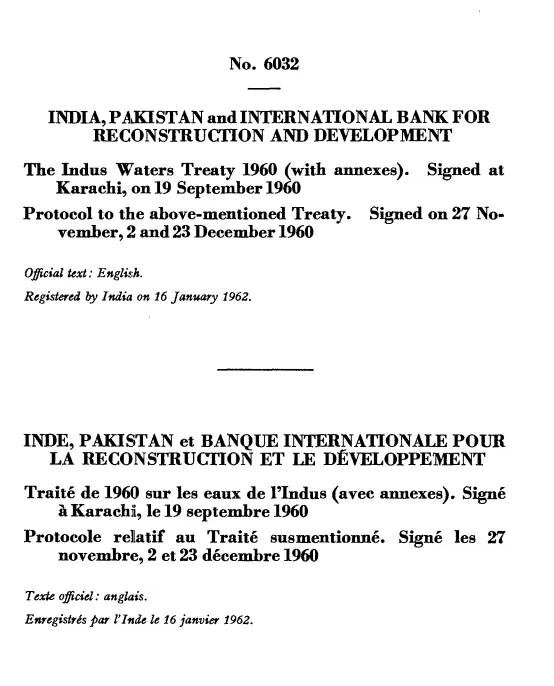 No. 6032
INDIA, PAKISTAN and INTERNATIONAL BANK FOR
RECONSTRUCTION AND DEVELOPMENT
The Indus Waters Treaty 1960 (with annexes). Signed at
Karachi, on 19 September 1960
Protocol to the above-mentioned Treaty. Signed on 27 No-
vember, 2 and 23 December 1960
Official text: English.
Registered by India on 16 January 1962.
INDE, PAKISTAN et BANQUE INTERNATIONALE POUR
LA RECONSTRUCTION ET LE DÉVELOPPEMENT
Traité de 1960 sur les eaux de l'Indus (avec annexes). Signé
à Karachi, le 19 septembre 1960
Protocole relatif au Traité susmentionné. Signé les 27
novembre, 2 et 23 décembre 1960
Texte officiel: anglais.
Enregistrés par l'Inde le 16 janvier 1962.